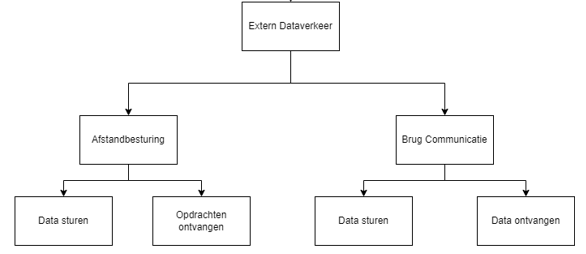 Extern Dataverkeer
Afstandbesturing
Brug Communicatie
Data sturen
Opdrachten
ontvangen
Data sturen
Data ontvangen